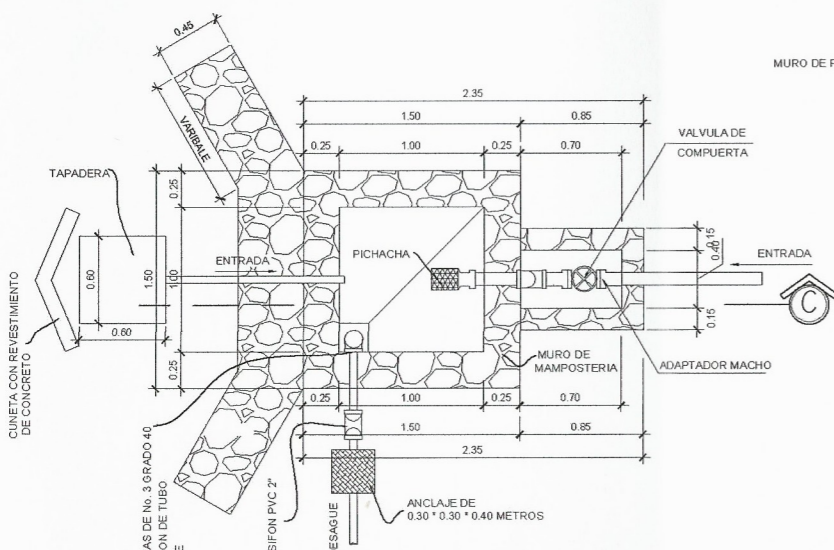 0.45
MURO DE
2.35
1.50
0.85
VARIBALE
VALVULA DE
COMPUERTA
0.25
1.00
0.25
0.70
TAPADERA
0.25
0.15
0.40
ENTRADA
PICHACHA
ENTRADA
0.60
1.50
1.00
C
0.60
0.15
MURO DE
MAMPOSTERIA
ADAPTADOR MACHO
0.25
0.25
1.00
0.25
0.70
1.50
0.85
2.35
CUNETA CON REVESTIMIENTO
DE CONCRETO
AS DE No. 3 GRADO 40
ON DE TUBO
E
SIFON PVC 2"
ESAGUE
ANCLAJE DE
0.30 * 0.30 * 0.40 METROS